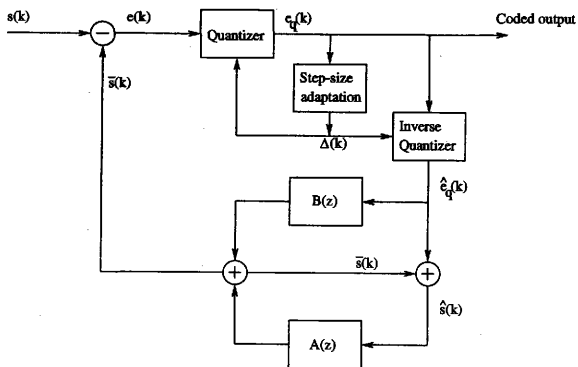 s(k)
e(k)
Quantizer
e_q(k)
Coded output
s̄(k)
Step-size
adaptation
Δ(k)
Inverse
Quantizer
ê_q(k)
B(z)
s̄(k)
ŝ(k)
A(z)